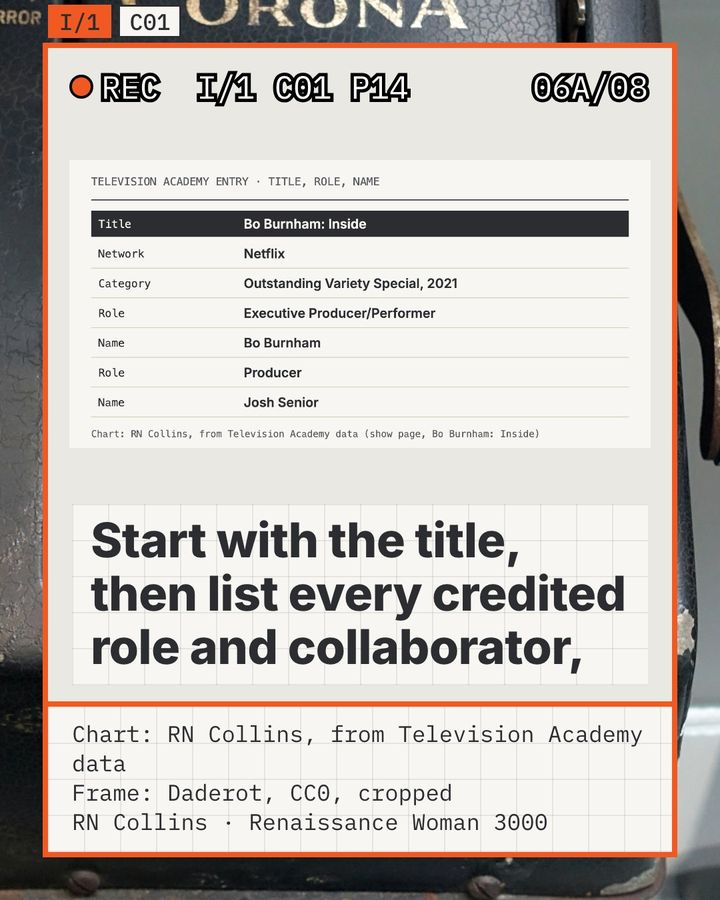 RROR
CORONA
I/1 C01
REC I/1 C01 P14 06A/08
TELEVISION ACADEMY ENTRY · TITLE, ROLE, NAME
Title Bo Burnham: Inside
Network Netflix
Category Outstanding Variety Special, 2021
Role Executive Producer/Performer
Name Bo Burnham
Role Producer
Name Josh Senior
Chart: RN Collins, from Television Academy data (show page, Bo Burnham: Inside)
Start with the title,
then list every credited
role and collaborator,
Chart: RN Collins, from Television Academy
data
Frame: Daderot, CC0, cropped
RN Collins · Renaissance Woman 3000